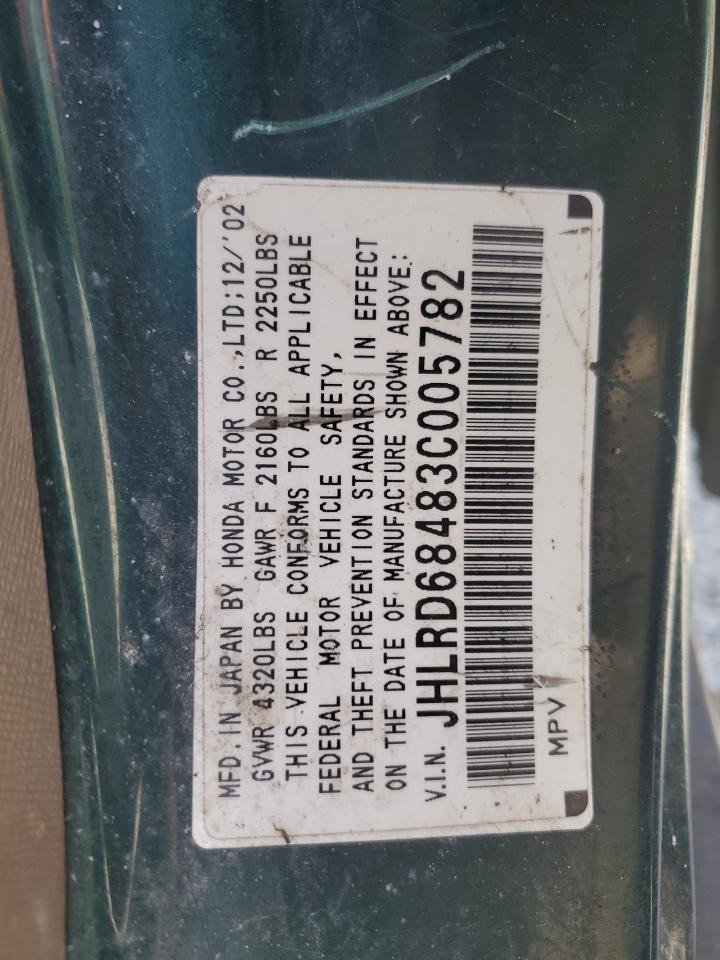 MFD.IN JAPAN BY HONDA MOTOR CO.,LTD;12/'02
GVWR 4320LBS GAWR F 2160LBS R 2250LBS
THIS VEHICLE CONFORMS TO ALL APPLICABLE
FEDERAL MOTOR VEHICLE SAFETY,
AND THEFT PREVENTION STANDARDS IN EFFECT
ON THE DATE OF MANUFACTURE SHOWN ABOVE:
V.I.N. JHLRD68483C005782
MPV